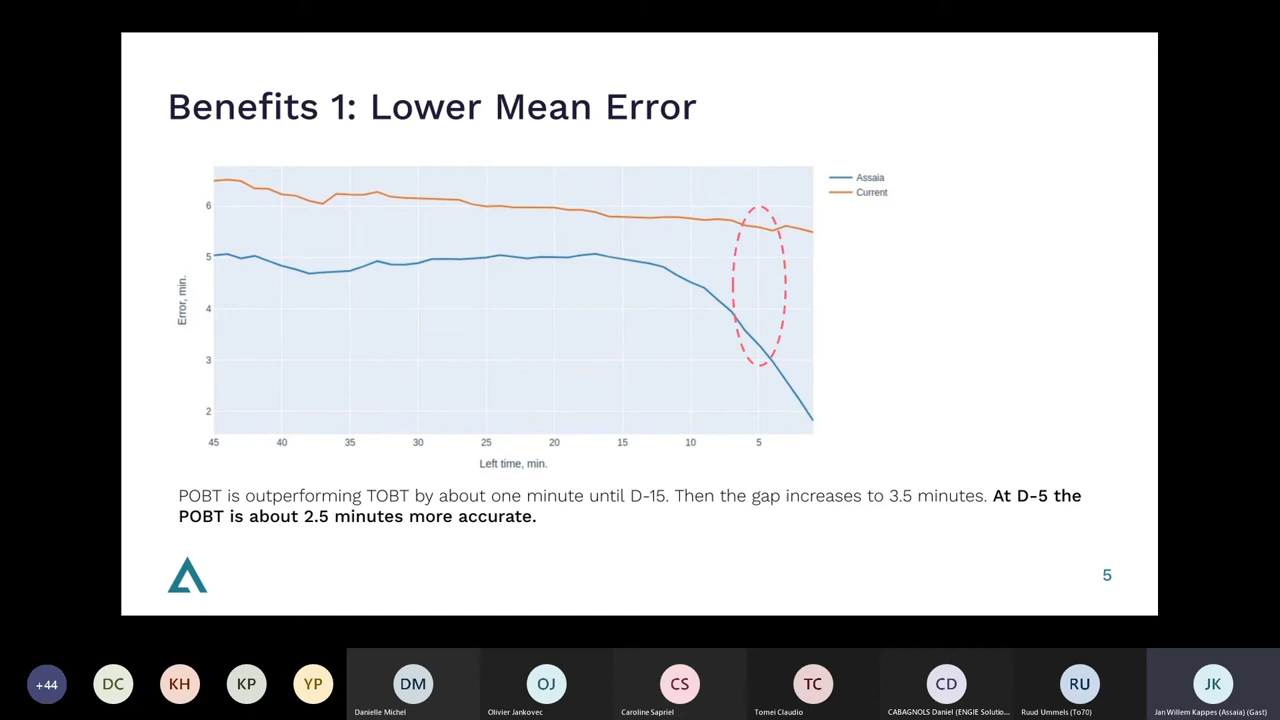 Benefits 1: Lower Mean Error
Assaia
Current
6
5
4
3
2
Error, min.
45 40 35 30 25 20 15 10 5
Left time, min.
POBT is outperforming TOBT by about one minute until D-15. Then the gap increases to 3.5 minutes. At D-5 the
POBT is about 2.5 minutes more accurate.
5
+44 DC KH KP YP DM OJ CS TC CD RU JK
Danielle Michel Olivier Jankovec Caroline Sapriel Tomei Claudio CABAGNOLS Daniel (ENGIE Solutio... Ruud Ummels (To70) Jan Willem Kappes (Assaia) (Gast)